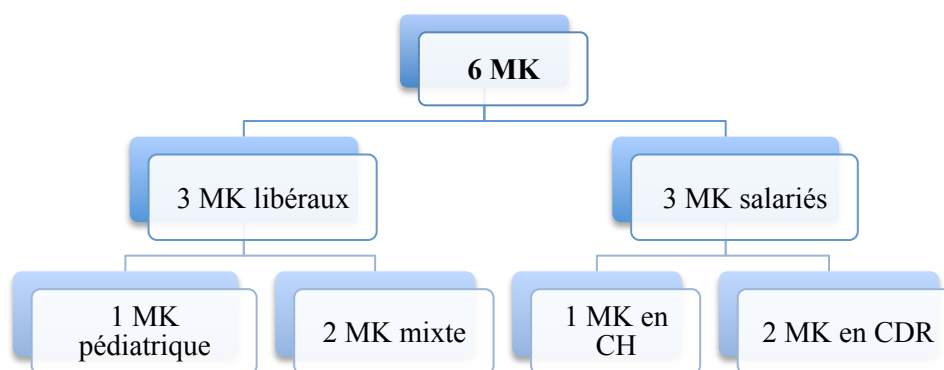 6 MK
3 MK libéraux
3 MK salariés
1 MK
pédiatrique
2 MK mixte
1 MK en
CH
2 MK en CDR